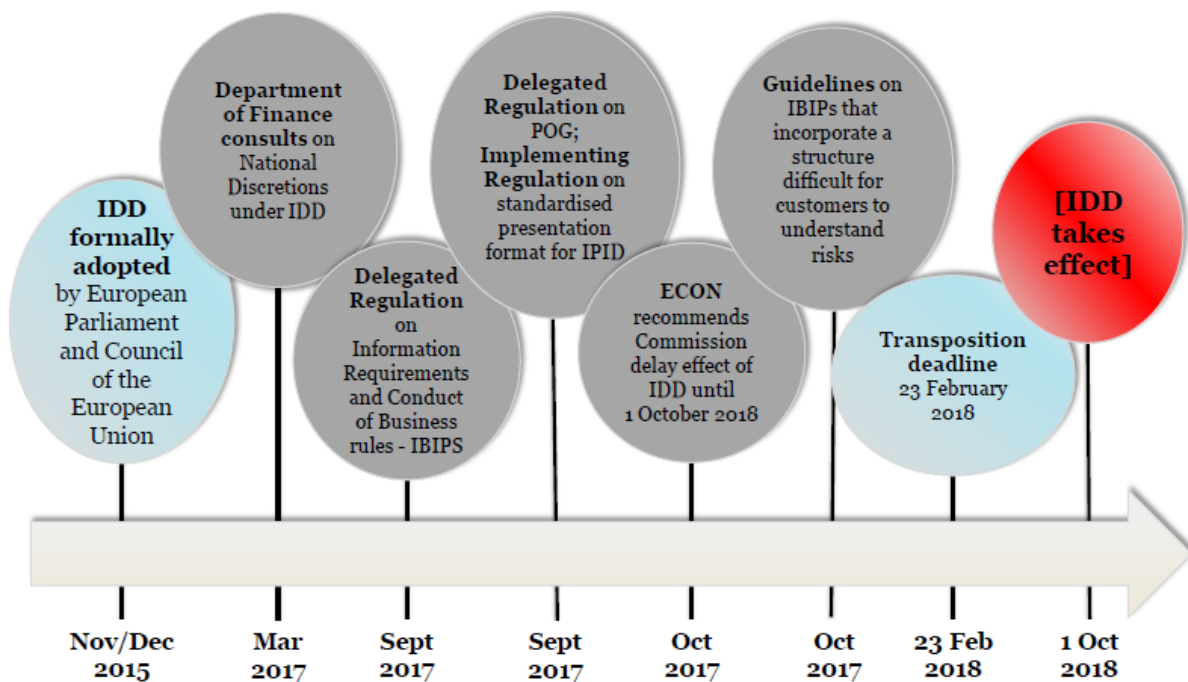 IDD
formally
adopted
by European
Parliament
and Council
of the
European
Union
Department
of Finance
consults on
National
Discretions
under IDD
Delegated
Regulation
on
Information
Requirements
and Conduct
of Business
rules - IBIPS
Delegated
Regulation on
POG;
Implementing
Regulation on
standardised
presentation
format for IPID
ECON
recommends
Commission
delay effect of
IDD until
1 October 2018
Guidelines on
IBIPs that
incorporate a
structure
difficult for
customers to
understand
risks
Transposition
deadline
23 February
2018
[IDD
takes
effect]
Nov/Dec
2015
Mar
2017
Sept
2017
Sept
2017
Oct
2017
Oct
2017
23 Feb
2018
1 Oct
2018